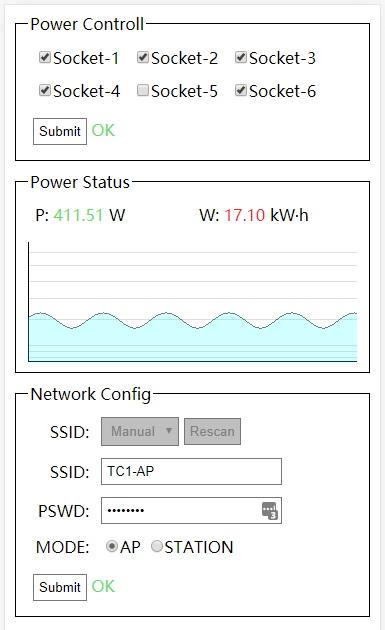 Power Controll
Socket-1 Socket-2 Socket-3
Socket-4 Socket-5 Socket-6
Submit OK
Power Status
P: 411.51 W W: 17.10 kW·h
Network Config
SSID: Manual Rescan
SSID: TC1-AP
PSWD: •••••••• 3
MODE: AP STATION
Submit OK